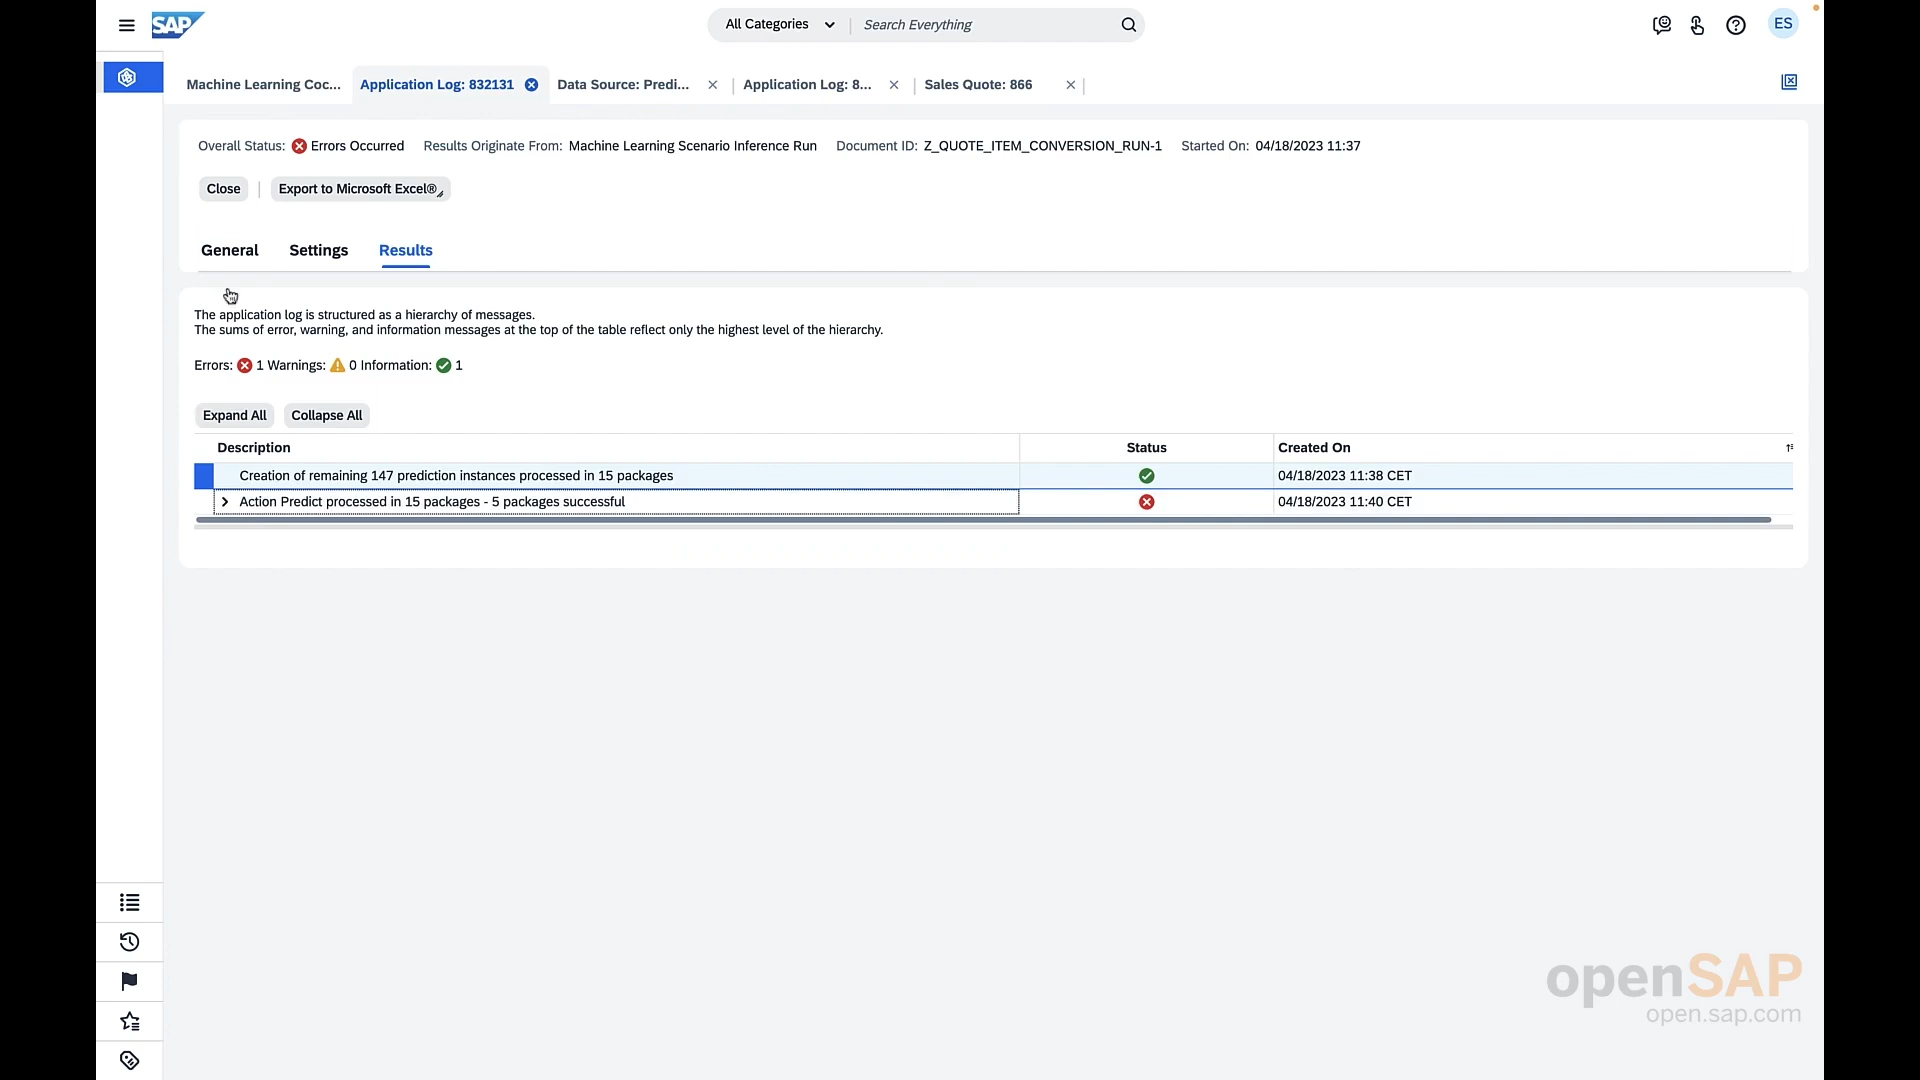 SAP
All Categories
Search Everything
ES
Machine Learning Coc...
Application Log: 832131
Data Source: Predi...
Application Log: 8...
Sales Quote: 866
Overall Status: Errors Occurred Results Originate From: Machine Learning Scenario Inference Run Document ID: Z_QUOTE_ITEM_CONVERSION_RUN-1 Started On: 04/18/2023 11:37
Close
Export to Microsoft Excel®
General Settings Results
The application log is structured as a hierarchy of messages.
The sums of error, warning, and information messages at the top of the table reflect only the highest level of the hierarchy.
Errors: 1 Warnings: 0 Information: 1
Expand All Collapse All
Description Status Created On
Creation of remaining 147 prediction instances processed in 15 packages 04/18/2023 11:38 CET
Action Predict processed in 15 packages - 5 packages successful 04/18/2023 11:40 CET
openSAP
open.sap.com